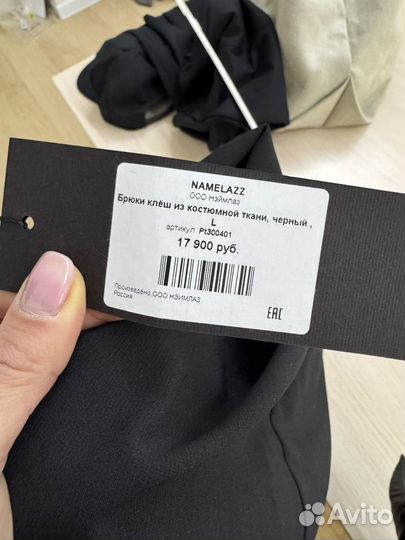 NAMELAZZ
ООО Нэймлаз
Брюки клёш из костюмной ткани, черный ,
L
артикул Pt300401
17 900 руб.
Произведено ООО НЭЙМЛАЗ
Россия
EAC
Avito